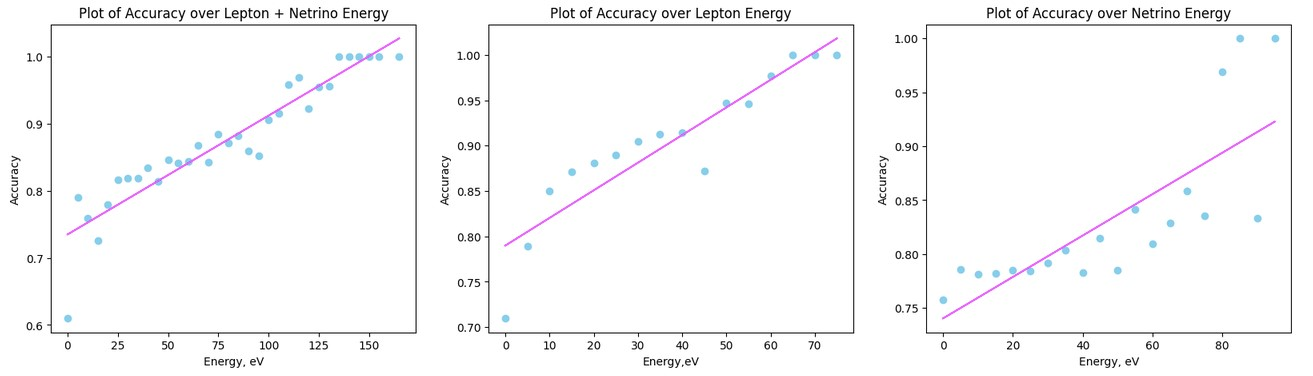 Plot of Accuracy over Lepton + Netrino Energy
Accuracy
1.0
0.9
0.8
0.7
0.6
0 25 50 75 100 125 150
Energy, eV
Plot of Accuracy over Lepton Energy
Accuracy
1.00
0.95
0.90
0.85
0.80
0.75
0.70
0 10 20 30 40 50 60 70
Energy,eV
Plot of Accuracy over Netrino Energy
Accuracy
1.00
0.95
0.90
0.85
0.80
0.75
0 20 40 60 80
Energy, eV